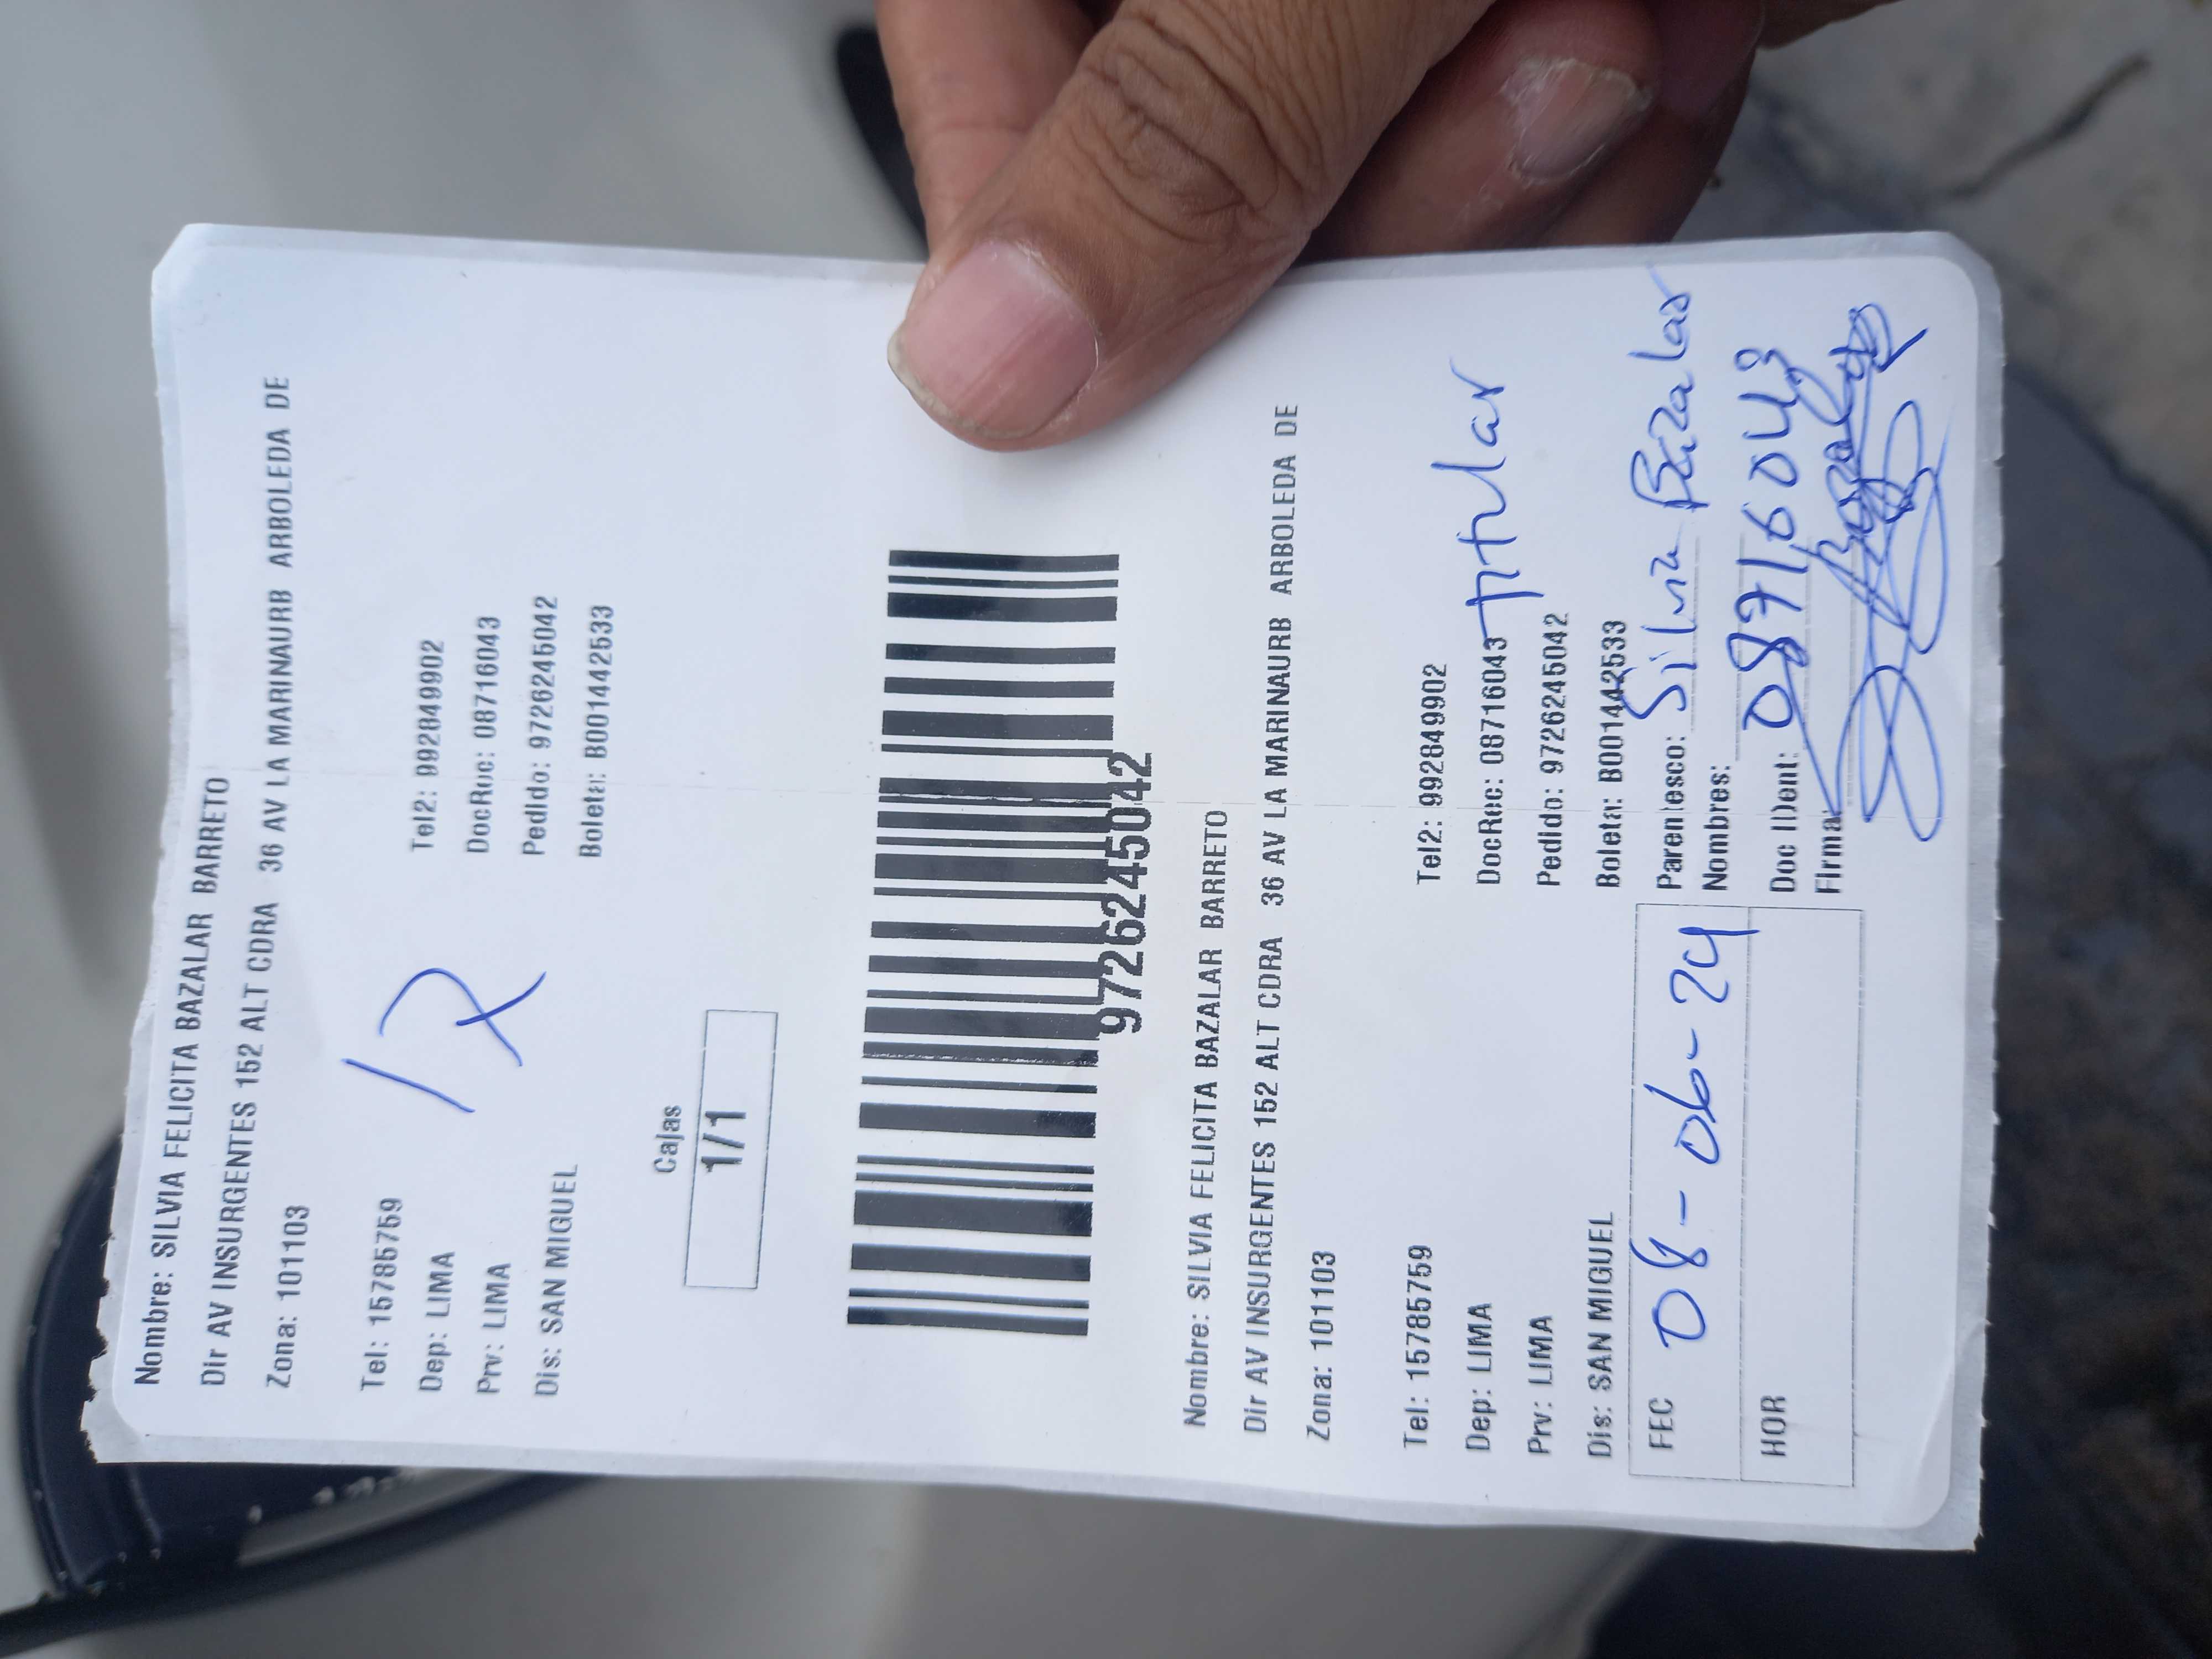 Nombre: SILVIA FELICITA BAZALAR BARRETO
Dir AV INSURGENTES 152 ALT CDRA 36 AV LA MARINAURB ARBOLEDA DE
Zona: 101103
Tel: 15785759 Tel2: 992849902
Dep: LIMA DocRuc: 08716043
Prv: LIMA Pedido: 9726245042
Dis: SAN MIGUEL Boleta: B001442533
Cajas
1/1
9726245042
Nombre: SILVIA FELICITA BAZALAR BARRETO
Dir AV INSURGENTES 152 ALT CDRA 36 AV LA MARINAURB ARBOLEDA DE
Zona: 101103
Tel: 15785759 Tel2: 992849902
Dep: LIMA DocRuc: 08716043 titular
Prv: LIMA Pedido: 9726245042
Dis: SAN MIGUEL Boleta: B001442533
FEC 08-06-24 Parentesco: Silvia Bazalar
Nombres:
HOR Doc IDent: 08716043
Firma: